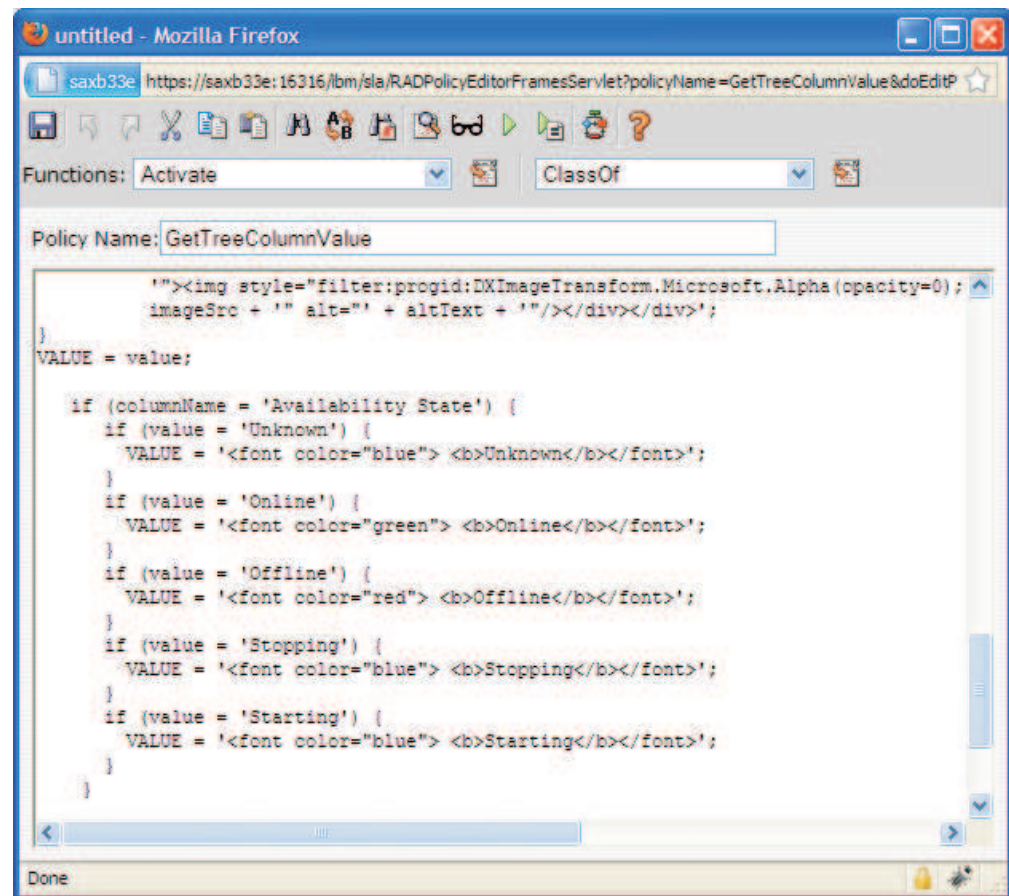 untitled - Mozilla Firefox
saxb33e https://saxb33e:16316/ibm/sla/RADPolicyEditorFramesServlet?policyName=GetTreeColumnValue&doEditP
Functions: Activate ClassOf
Policy Name: GetTreeColumnValue
'"><img style="filter:progid:DXImageTransform.Microsoft.Alpha(opacity=0);
imageSrc + '" alt="' + altText + '"/></div></div>';
}
VALUE = value;
if (columnName = 'Availability State') {
if (value = 'Unknown') {
VALUE = '<font color="blue"> <b>Unknown</b></font>';
}
if (value = 'Online') {
VALUE = '<font color="green"> <b>Online</b></font>';
}
if (value = 'Offline') {
VALUE = '<font color="red"> <b>Offline</b></font>';
}
if (value = 'Stopping') {
VALUE = '<font color="blue"> <b>Stopping</b></font>';
}
if (value = 'Starting') {
VALUE = '<font color="blue"> <b>Starting</b></font>';
}
}
Done